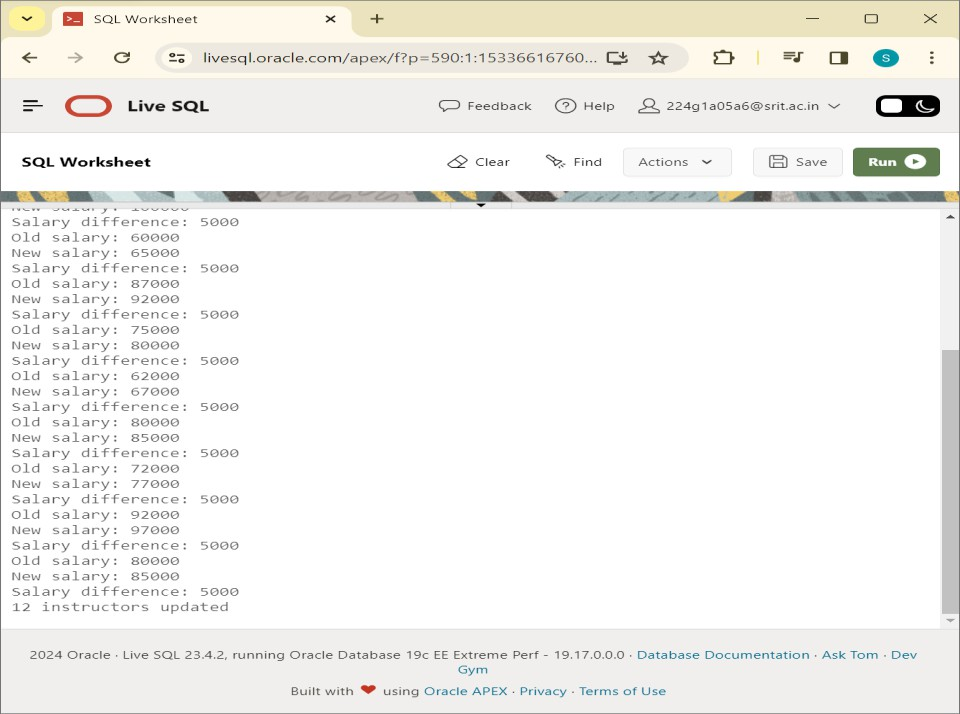 SQL Worksheet
livesql.oracle.com/apex/f?p=590:1:15336616760...
S
Live SQL
Feedback
Help
224g1a05a6@srit.ac.in
SQL Worksheet
Clear
Find
Actions
Save
Run
Salary difference: 5000
Old salary: 60000
New salary: 65000
Salary difference: 5000
Old salary: 87000
New salary: 92000
Salary difference: 5000
Old salary: 75000
New salary: 80000
Salary difference: 5000
Old salary: 62000
New salary: 67000
Salary difference: 5000
Old salary: 80000
New salary: 85000
Salary difference: 5000
Old salary: 72000
New salary: 77000
Salary difference: 5000
Old salary: 92000
New salary: 97000
Salary difference: 5000
Old salary: 80000
New salary: 85000
Salary difference: 5000
12 instructors updated
2024 Oracle · Live SQL 23.4.2, running Oracle Database 19c EE Extreme Perf - 19.17.0.0.0 · Database Documentation · Ask Tom · Dev
Gym
Built with ❤ using Oracle APEX · Privacy · Terms of Use